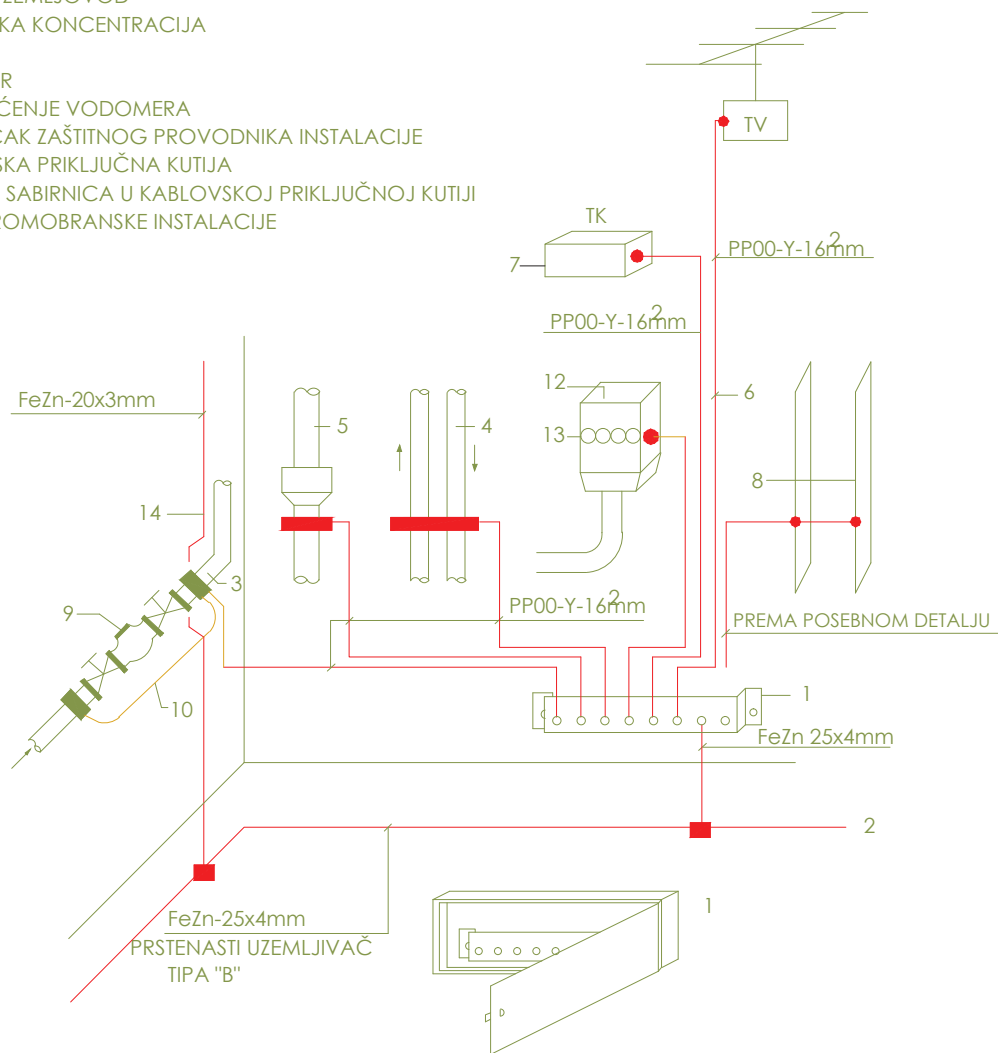 KA KONCENTRACIJA
R
ĆENJE VODOMERA
ČAK ZAŠTITNOG PROVODNIKA INSTALACIJE
SKA PRIKLJUČNA KUTIJA
SABIRNICA U KABLOVSKOJ PRIKLJUČNOJ KUTIJI
ROMOBRANSKE INSTALACIJE
TV
TK
7
PP00-Y-16mm2
PP00-Y-16mm2
12
13
6
FeZn-20x3mm
5
4
8
14
3
9
PP00-Y-16mm2
PREMA POSEBNOM DETALJU
10
1
FeZn 25x4mm
2
1
FeZn-25x4mm
PRSTENASTI UZEMLJIVAČ
TIPA "B"